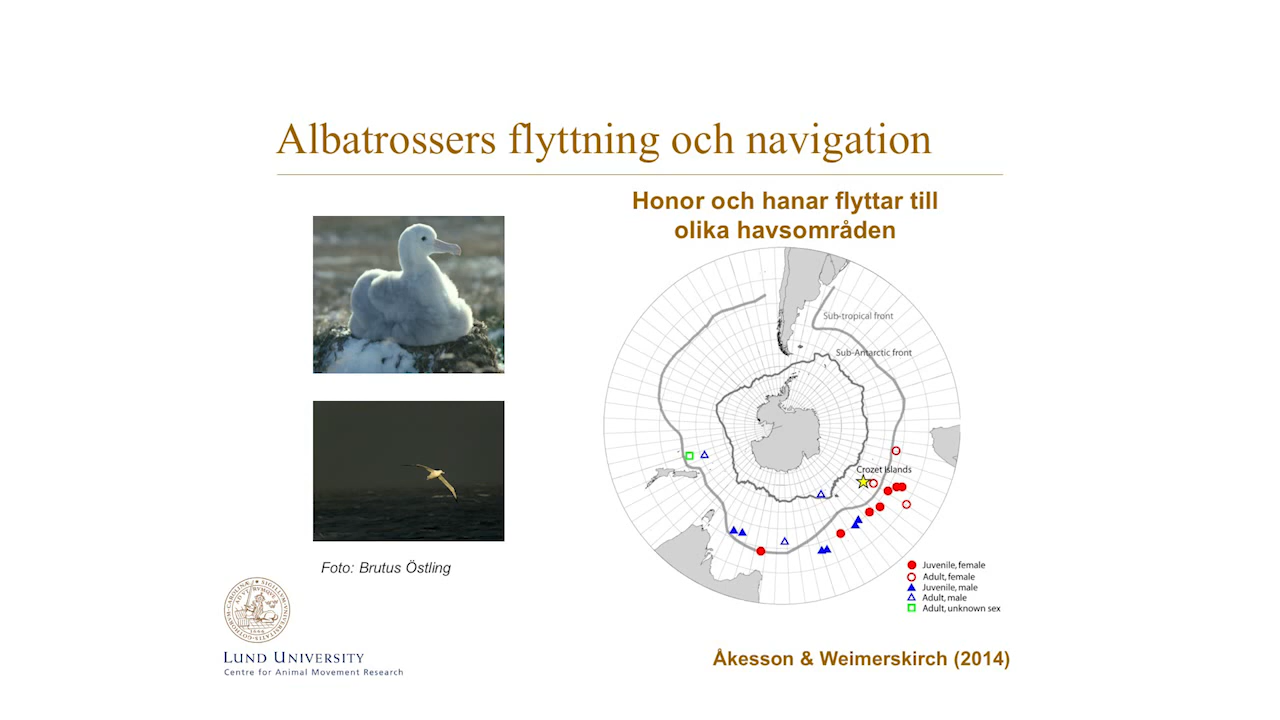 Albatrossers flyttning och navigation
Honor och hanar flyttar till
olika havsområden
Sub-tropical front
Sub-Antarctic front
Crozet Islands
Juvenile, female
Adult, female
Juvenile, male
Adult, male
Adult, unknown sex
Foto: Brutus Östling
LUND UNIVERSITY
Centre for Animal Movement Research
Åkesson & Weimerskirch (2014)